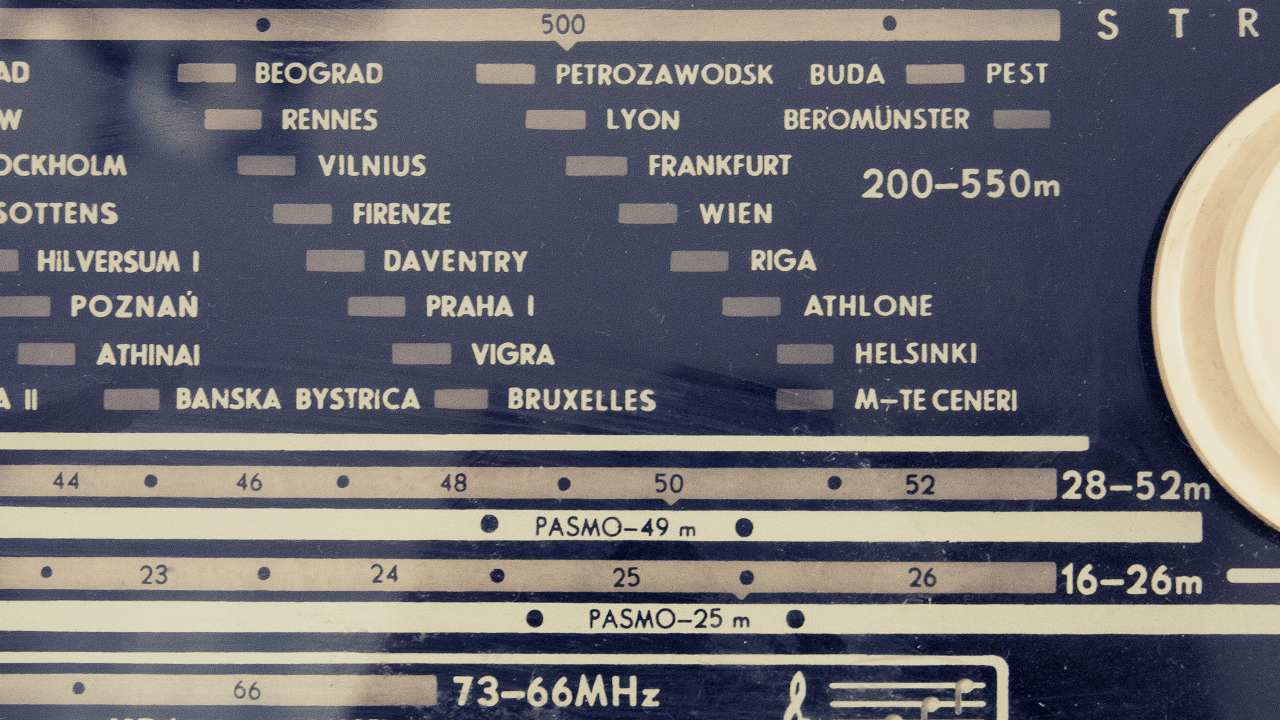 500 S T R
AD BEOGRAD PETROZAWODSK BUDA PEST
W RENNES LYON BEROMÜNSTER
OCKHOLM VILNIUS FRANKFURT
200–550m
SOTTENS FIRENZE WIEN
HILVERSUM I DAVENTRY RIGA
POZNAŃ PRAHA I ATHLONE
ATHINAI VIGRA HELSINKI
A II BANSKA BYSTRICA BRUXELLES M–TE CENERI
44 46 48 50 52 28–52m
PASMO–49 m
23 24 25 26 16–26m
PASMO–25 m
66 73–66MHz